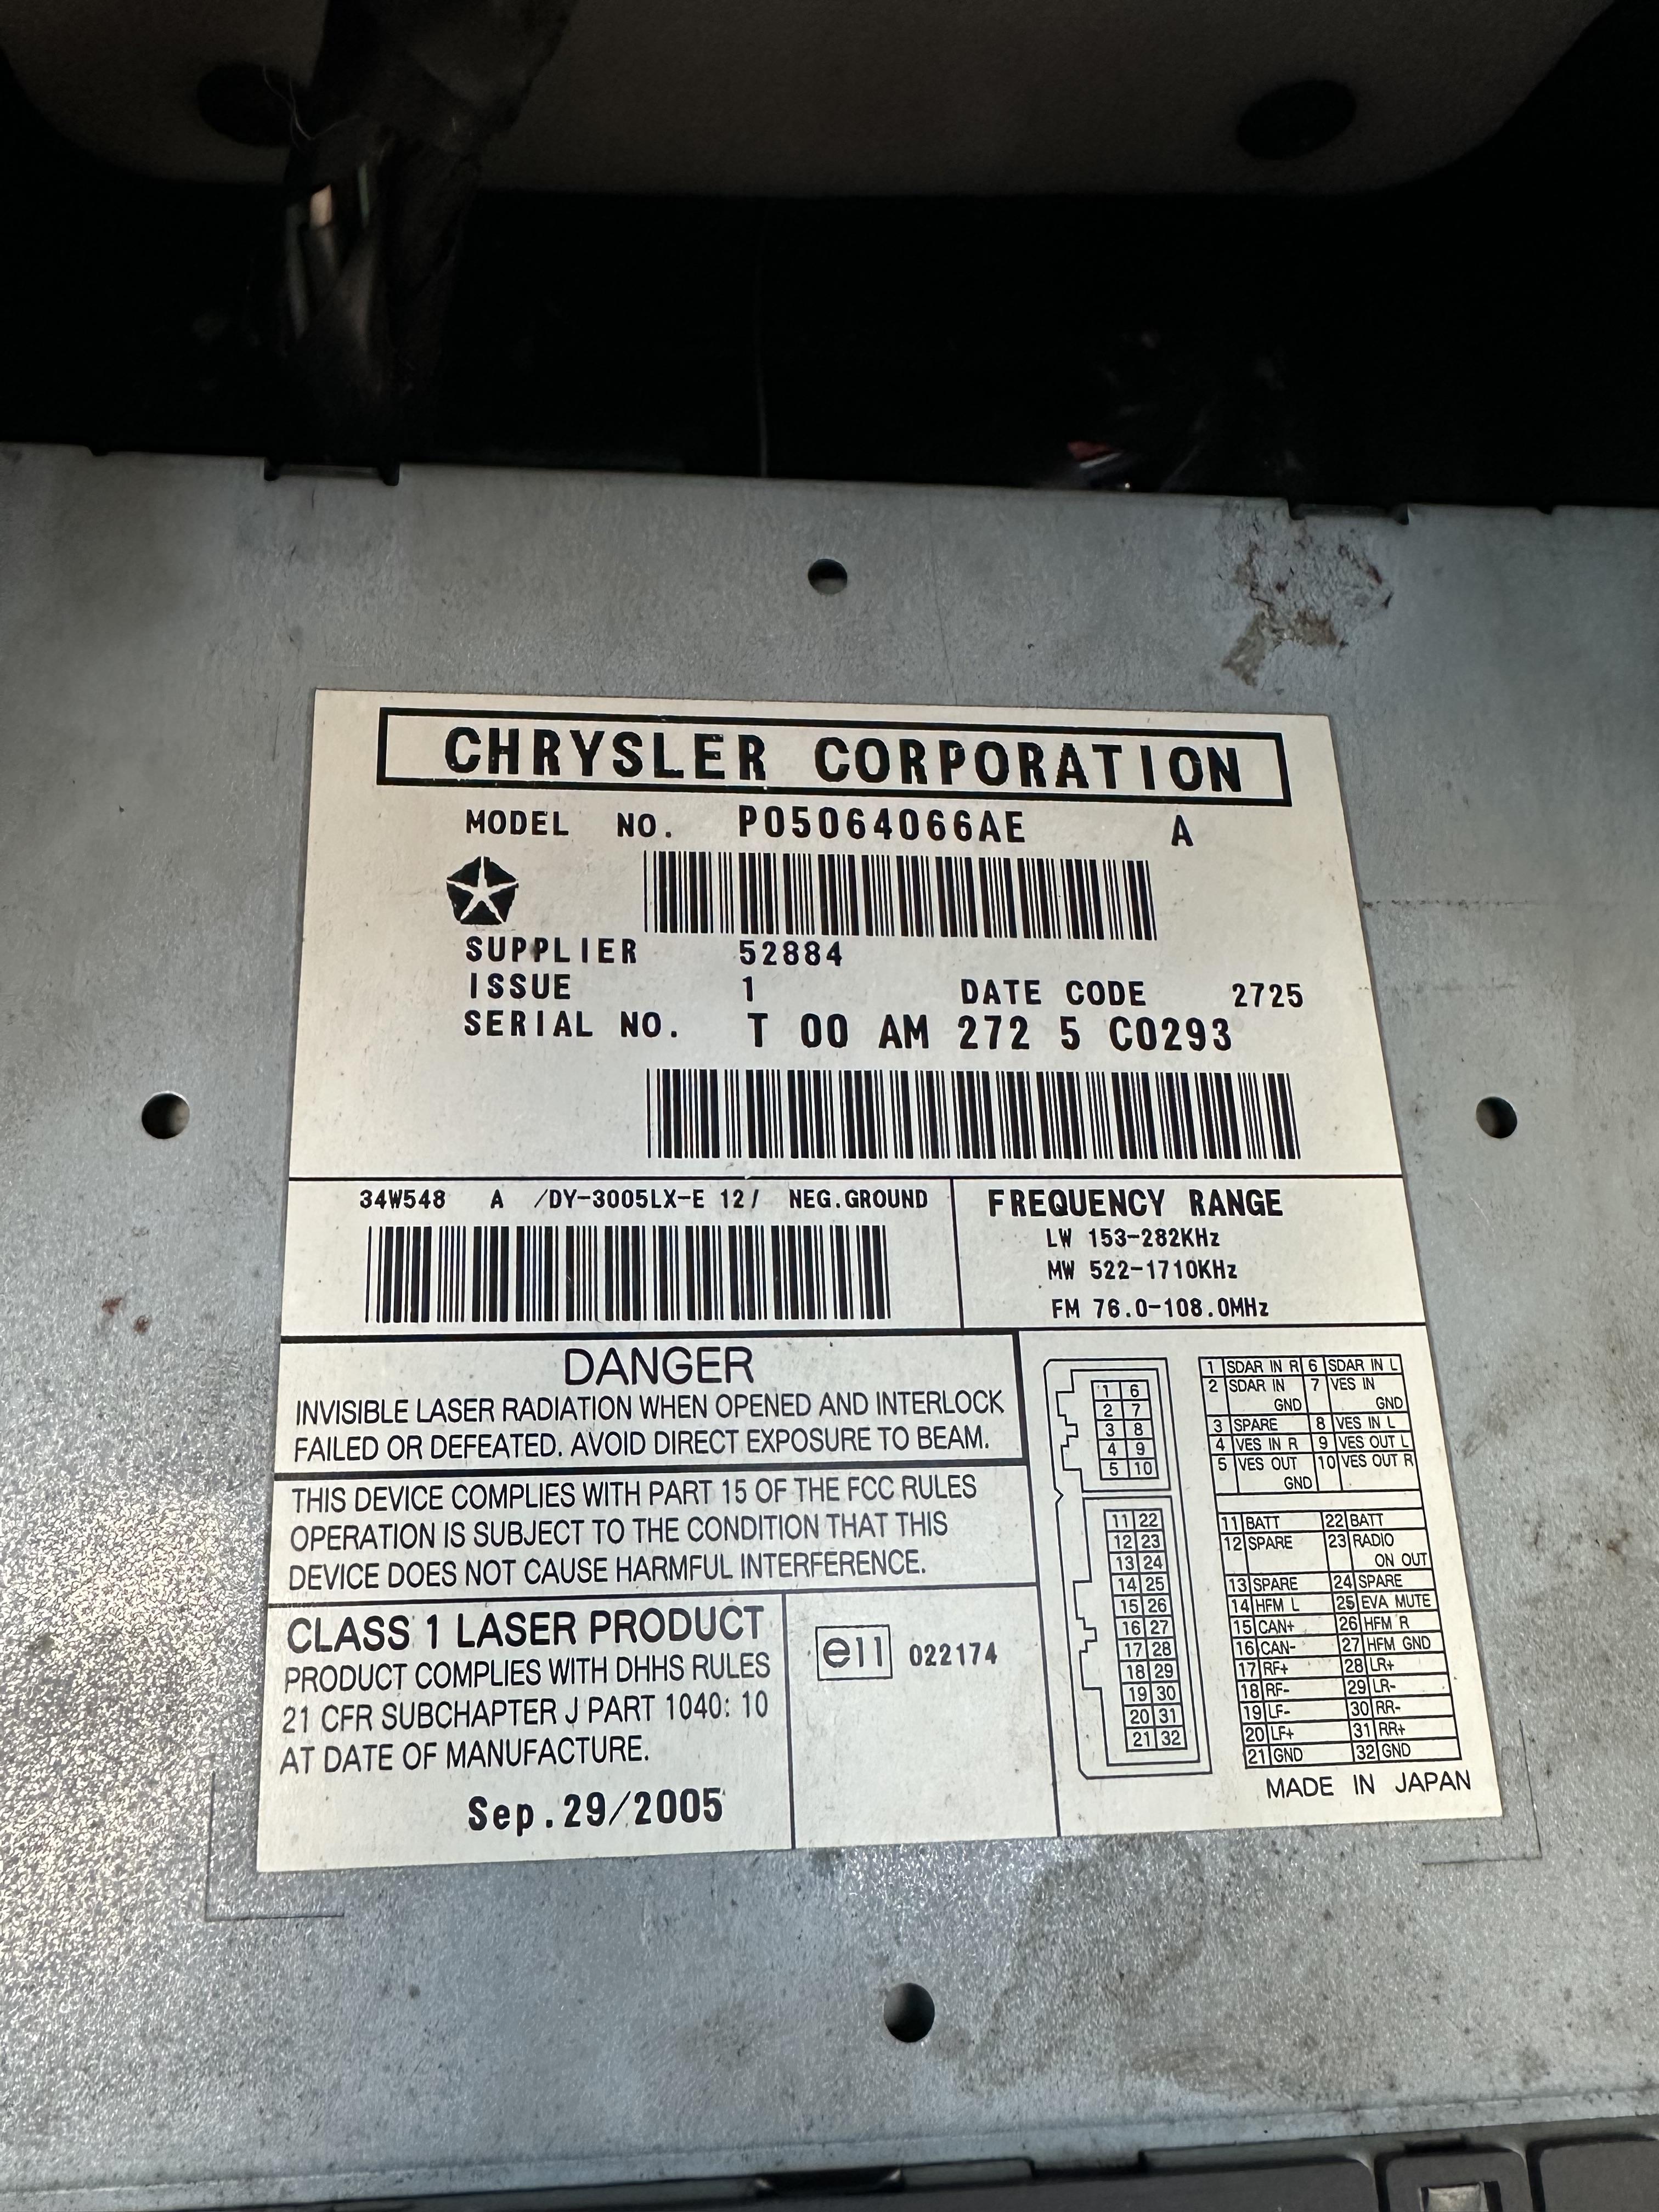 CHRYSLER CORPORATION
MODEL NO. P05064066AE A
SUPPLIER 52884
ISSUE 1 DATE CODE 2725
SERIAL NO. T 00 AM 272 5 C0293
34W548 A /DY-3005LX-E 12/ NEG.GROUND
FREQUENCY RANGE
LW 153-282KHz
MW 522-1710KHz
FM 76.0-108.0MHz
DANGER
INVISIBLE LASER RADIATION WHEN OPENED AND INTERLOCK
FAILED OR DEFEATED. AVOID DIRECT EXPOSURE TO BEAM.
THIS DEVICE COMPLIES WITH PART 15 OF THE FCC RULES
OPERATION IS SUBJECT TO THE CONDITION THAT THIS
DEVICE DOES NOT CAUSE HARMFUL INTERFERENCE.
CLASS 1 LASER PRODUCT
PRODUCT COMPLIES WITH DHHS RULES
21 CFR SUBCHAPTER J PART 1040: 10
AT DATE OF MANUFACTURE.
Sep.29/2005
e11 022174
1 6
2 7
3 8
4 9
5 10
11 22
12 23
13 24
14 25
15 26
16 27
17 28
18 29
19 30
20 31
21 32
1 SDAR IN R 6 SDAR IN L
2 SDAR IN 7 VES IN
GND GND
3 SPARE 8 VES IN L
4 VES IN R 9 VES OUT L
5 VES OUT 10 VES OUT R
GND
11 BATT 22 BATT
12 SPARE 23 RADIO
ON OUT
13 SPARE 24 SPARE
14 HFM L 25 EVA MUTE
15 CAN+ 26 HFM R
16 CAN- 27 HFM GND
17 RF+ 28 LR+
18 RF- 29 LR-
19 LF- 30 RR-
20 LF+ 31 RR+
21 GND 32 GND
MADE IN JAPAN